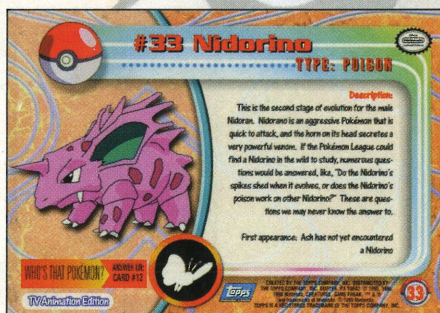 #33 Nidorino
TYPE: POISON
Description:
This is the second stage of evolution for the male
Nidoran. Nidorano is an aggressive Pokémon that is
quick to attack, and the horn on its head secretes a
very powerful venom. If the Pokémon League could
find a Nidorino in the wild to study, numerous ques-
tions would be answered, like, "Do the Nidorino's
spikes shed when it evolves, or does the Nidorino's
poison work on other Nidorino?" These are ques-
tions we may never know the answer to.
First appearance: Ash has not yet encountered
a Nidorino
WHO'S THAT POKÉMON?
ANSWER ON:
CARD #12
TV Animation Edition
Topps
33